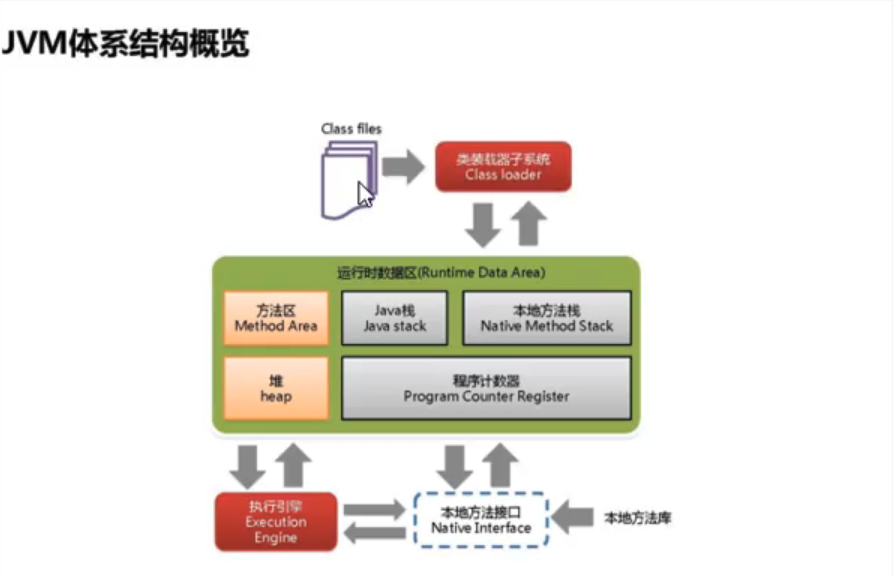 JVM体系结构概览
Class files
类装载器子系统
Class loader
运行时数据区(Runtime Data Area)
方法区
Method Area
Java栈
Java stack
本地方法栈
Native Method Stack
堆
heap
程序计数器
Program Counter Register
执行引擎
Execution
Engine
本地方法接口
Native Interface
本地方法库